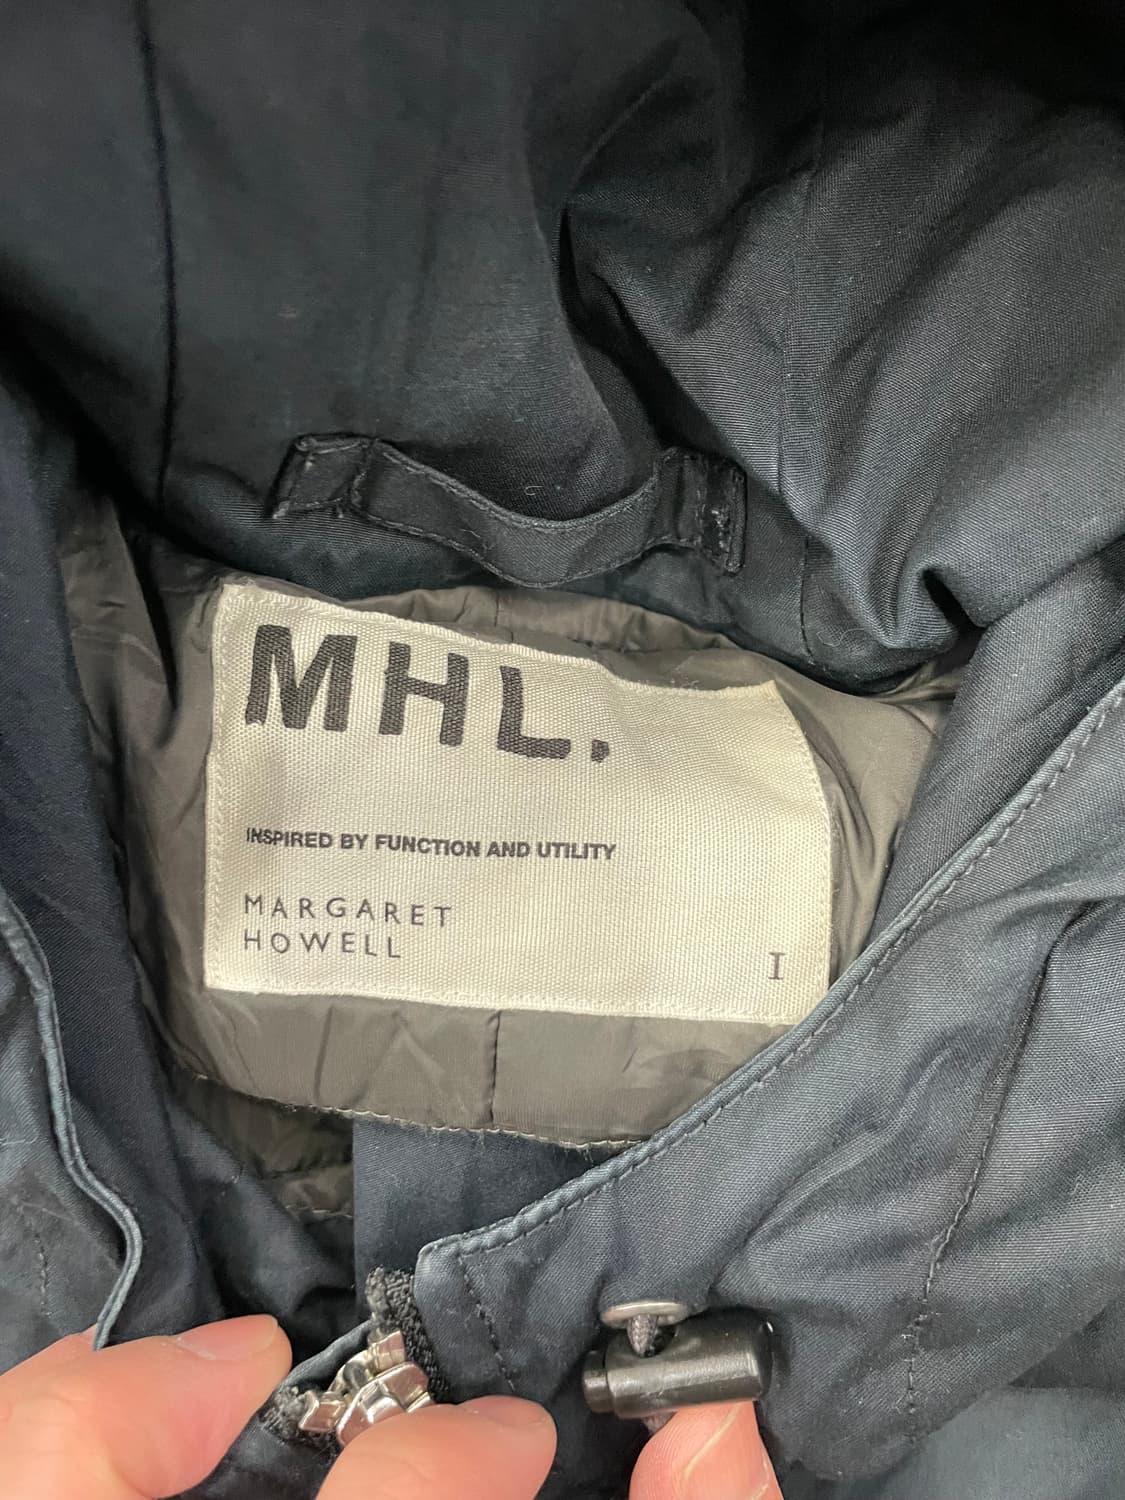 MHL.
INSPIRED BY FUNCTION AND UTILITY
MARGARET
HOWELL
I